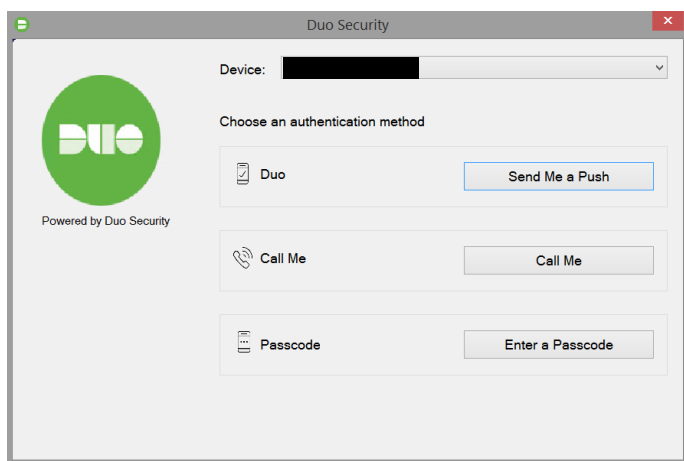 Duo Security
Device:
DUO
Choose an authentication method
Duo
Send Me a Push
Powered by Duo Security
Call Me
Call Me
Passcode
Enter a Passcode